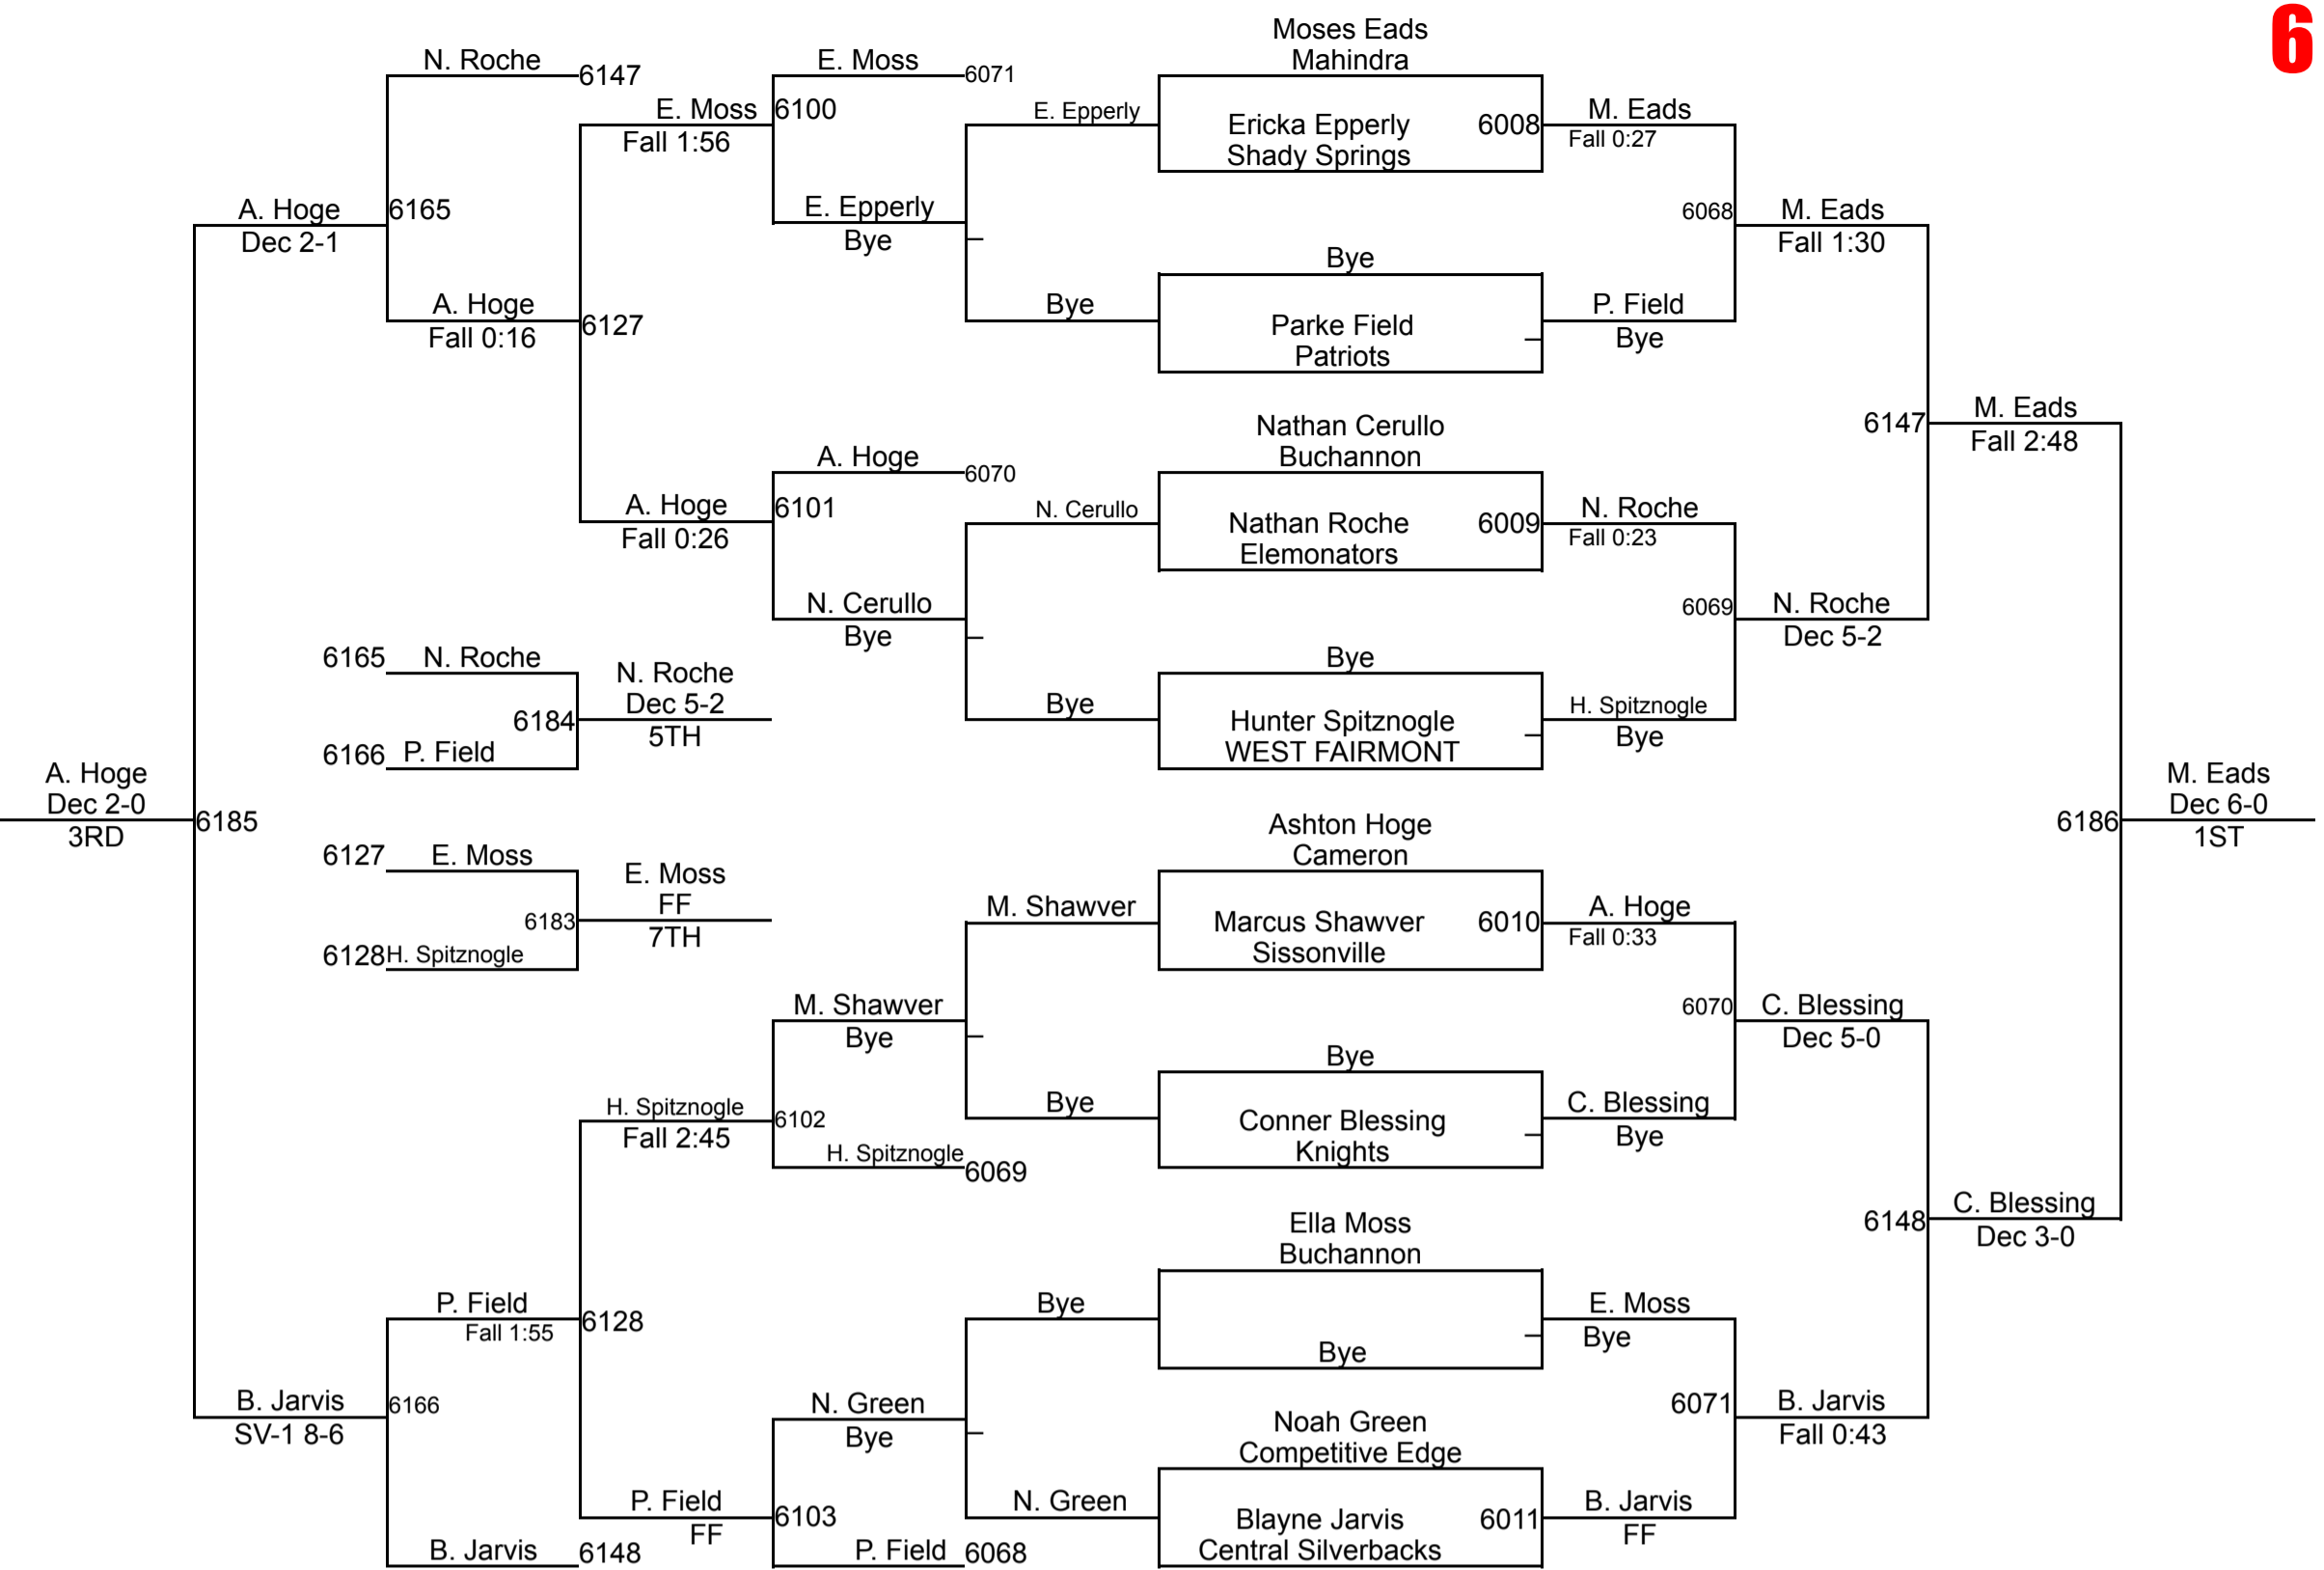 6
Moses Eads
Mahindra
N. Roche
6147
E. Moss
6071
E. Moss
6100
Fall 1:56
E. Epperly
Ericka Epperly
6008
Shady Springs
M. Eads
Fall 0:27
A. Hoge
6165
Dec 2-1
E. Epperly
Bye
6068
M. Eads
Fall 1:30
Bye
A. Hoge
Fall 0:16
6127
Bye
Parke Field
Patriots
P. Field
Bye
Nathan Cerullo
Buchannon
6147
M. Eads
Fall 2:48
A. Hoge
6070
A. Hoge
6101
Fall 0:26
N. Cerullo
Nathan Roche
6009
Elemonators
N. Roche
Fall 0:23
N. Cerullo
Bye
6069
N. Roche
Dec 5-2
6165
N. Roche
N. Roche
Dec 5-2
5TH
6184
6166
P. Field
Bye
Bye
Hunter Spitznogle
WEST FAIRMONT
H. Spitznogle
Bye
A. Hoge
Dec 2-0
3RD
6185
Ashton Hoge
Cameron
6186
M. Eads
Dec 6-0
1ST
6127
E. Moss
E. Moss
FF
7TH
6183
6128
H. Spitznogle
M. Shawver
Marcus Shawver
6010
Sissonville
A. Hoge
Fall 0:33
M. Shawver
Bye
6070
C. Blessing
Dec 5-0
Bye
H. Spitznogle
6102
Fall 2:45
Bye
Conner Blessing
Knights
C. Blessing
Bye
H. Spitznogle
6069
Ella Moss
Buchannon
6148
C. Blessing
Dec 3-0
P. Field
Fall 1:55
6128
Bye
Bye
E. Moss
Bye
B. Jarvis
6166
SV-1 8-6
N. Green
Bye
Noah Green
Competitive Edge
6071
B. Jarvis
Fall 0:43
P. Field
FF
6103
N. Green
Blayne Jarvis
6011
Central Silverbacks
B. Jarvis
FF
B. Jarvis
6148
P. Field
6068